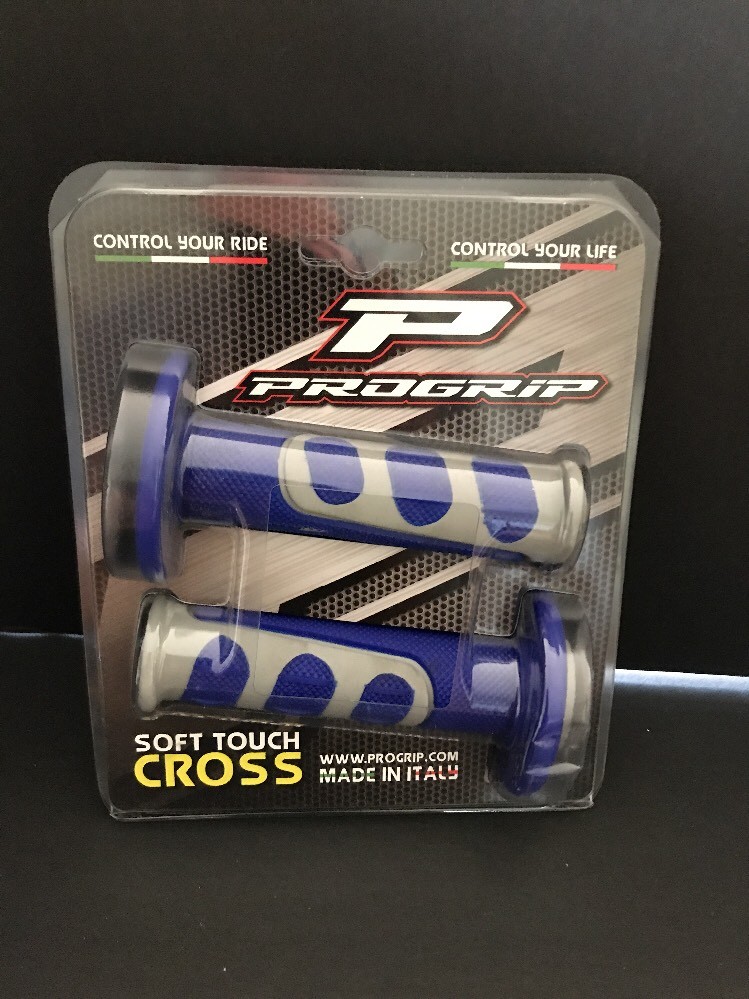 CONTROL YOUR RIDE
CONTROL YOUR LIFE
P
PROGRIP
SOFT TOUCH
CROSS
WWW.PROGRIP.COM
MADE IN ITALY